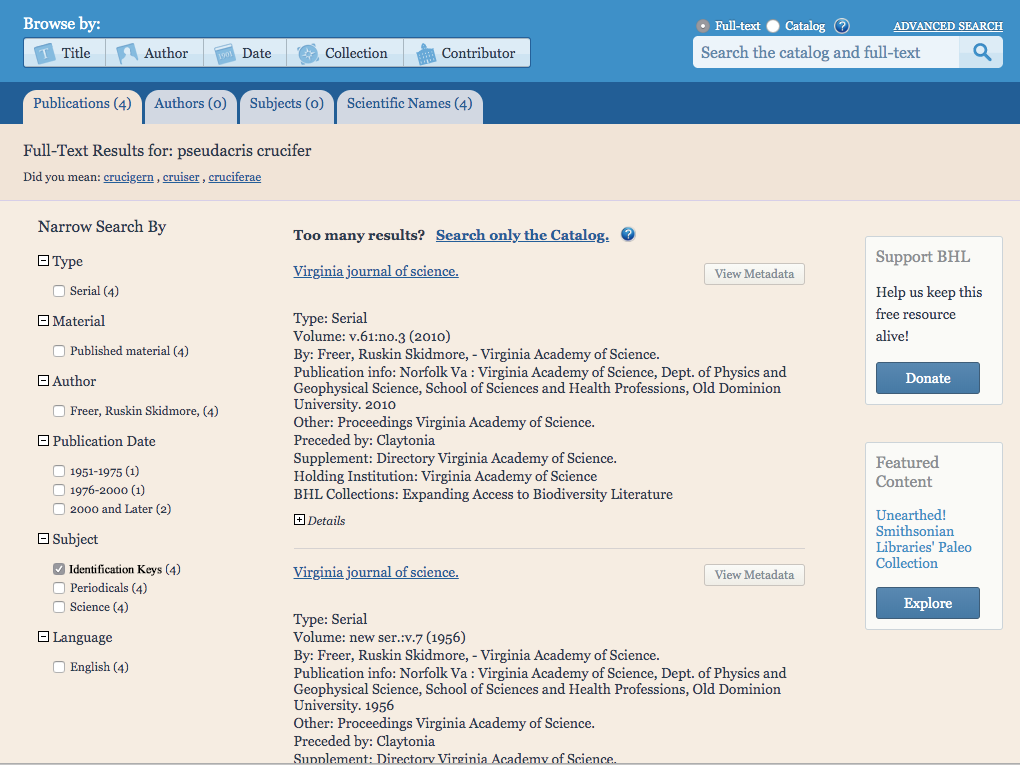 Browse by:
Title
Author
Date
Collection
Contributor
Full-text
Catalog
?
ADVANCED SEARCH
Search the catalog and full-text
Publications (4)
Authors (0)
Subjects (0)
Scientific Names (4)
Full-Text Results for: pseudacris crucifer
Did you mean: crucigern , cruiser , cruciferae
Narrow Search By
Type
Serial (4)
Material
Published material (4)
Author
Freer, Ruskin Skidmore, (4)
Publication Date
1951-1975 (1)
1976-2000 (1)
2000 and Later (2)
Subject
Identification Keys (4)
Periodicals (4)
Science (4)
Language
English (4)
Too many results? Search only the Catalog. ?
Virginia journal of science.
View Metadata
Type: Serial
Volume: v.61:no.3 (2010)
By: Freer, Ruskin Skidmore, - Virginia Academy of Science.
Publication info: Norfolk Va : Virginia Academy of Science, Dept. of Physics and
Geophysical Science, School of Sciences and Health Professions, Old Dominion
University. 2010
Other: Proceedings Virginia Academy of Science.
Preceded by: Claytonia
Supplement: Directory Virginia Academy of Science.
Holding Institution: Virginia Academy of Science
BHL Collections: Expanding Access to Biodiversity Literature
Details
Virginia journal of science.
View Metadata
Type: Serial
Volume: new ser.:v.7 (1956)
By: Freer, Ruskin Skidmore, - Virginia Academy of Science.
Publication info: Norfolk Va : Virginia Academy of Science, Dept. of Physics and
Geophysical Science, School of Sciences and Health Professions, Old Dominion
University. 1956
Other: Proceedings Virginia Academy of Science.
Preceded by: Claytonia
Supplement: Directory Virginia Academy of Science.
Support BHL
Help us keep this
free resource
alive!
Donate
Featured
Content
Unearthed!
Smithsonian
Libraries' Paleo
Collection
Explore